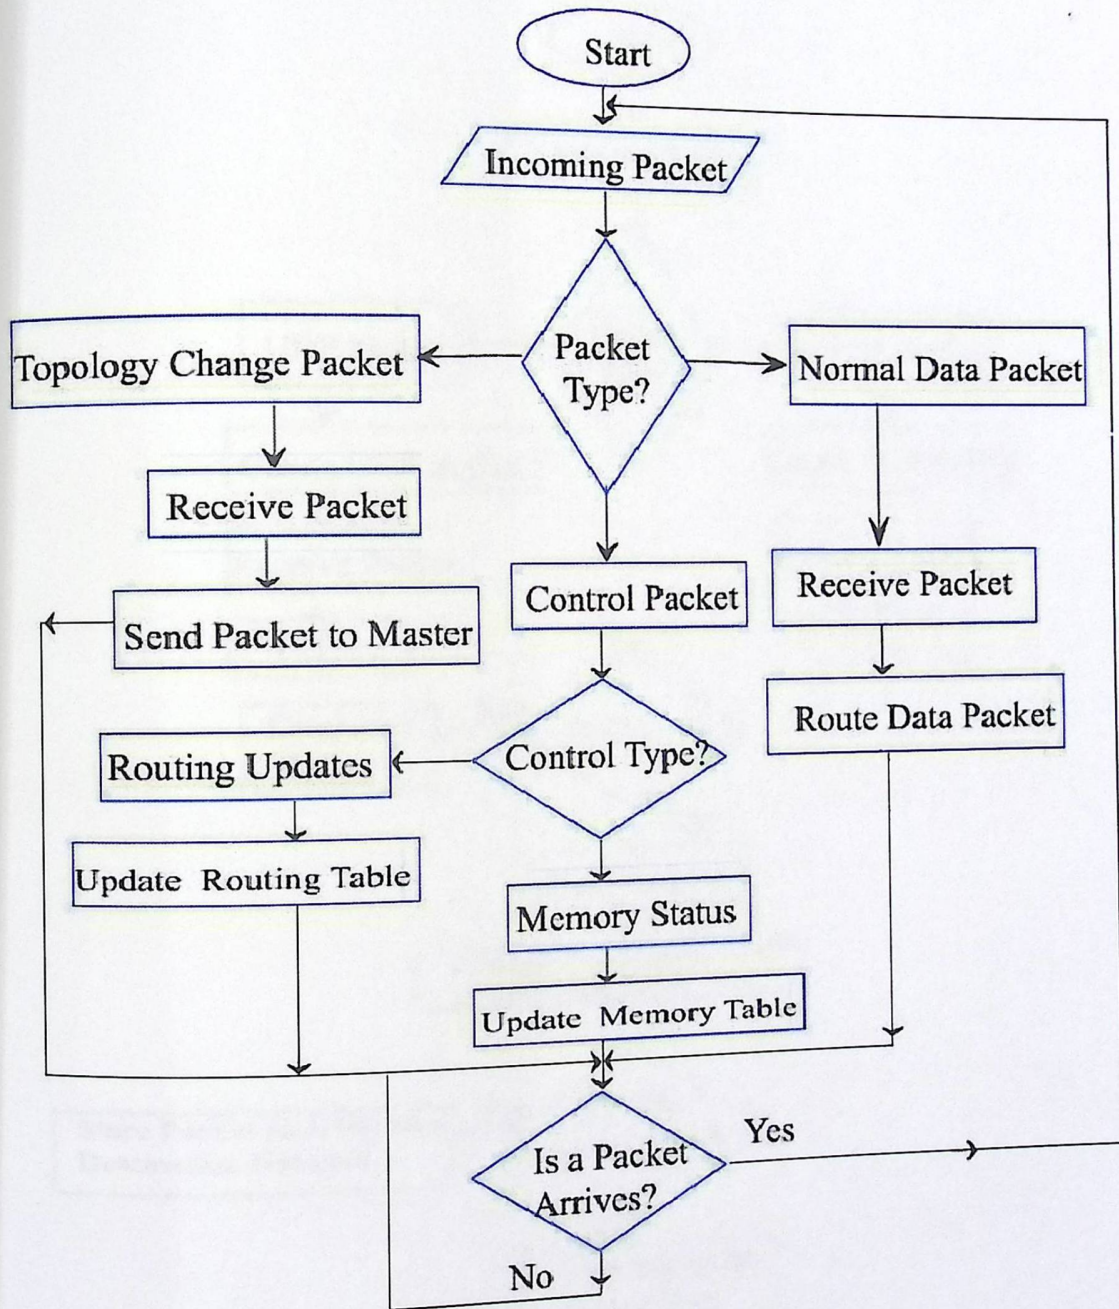 Start
Incoming Packet
Packet
Type?
Topology Change Packet
Normal Data Packet
Receive Packet
Control Packet
Receive Packet
Send Packet to Master
Route Data Packet
Control Type?
Routing Updates
Update Routing Table
Memory Status
Update Memory Table
Is a Packet
Arrives?
Yes
No